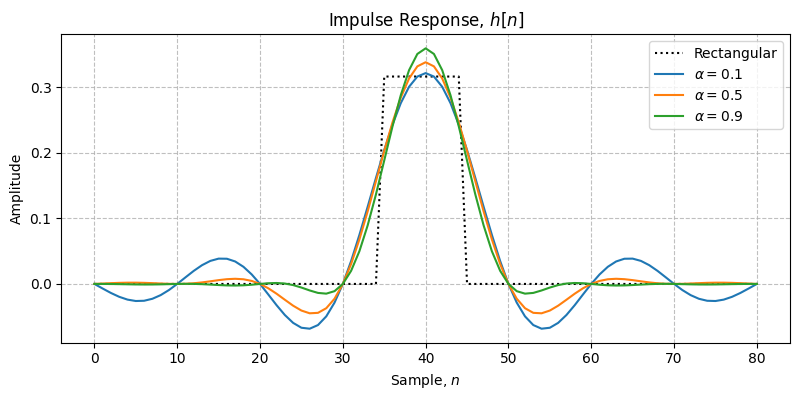 Impulse Response, h[n]
Rectangular
α = 0.1
α = 0.5
α = 0.9
Amplitude
0.3
0.2
0.1
0.0
0 10 20 30 40 50 60 70 80
Sample, n